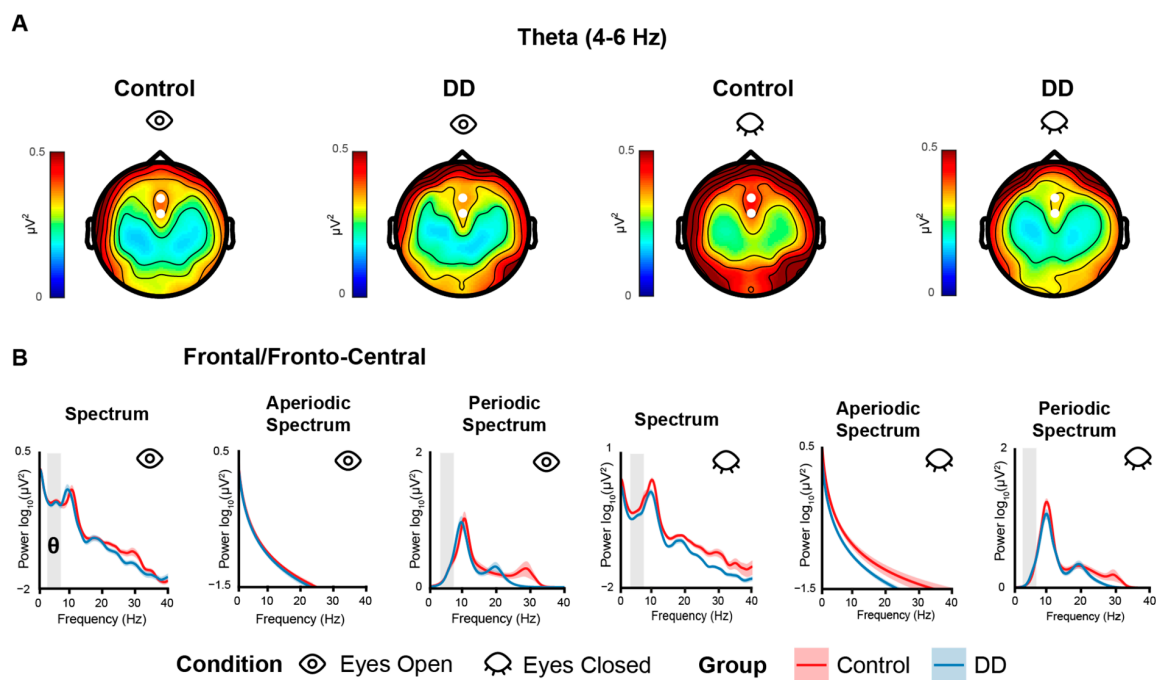 A
Theta (4-6 Hz)
Control
DD
Control
DD
0.5
0.5
0.5
0.5
µV²
µV²
µV²
µV²
0
0
0
0
B
Frontal/Fronto-Central
Spectrum
Aperiodic
Spectrum
Periodic
Spectrum
Spectrum
Aperiodic
Spectrum
Periodic
Spectrum
0.5
Power log₁₀(µV²)
θ
−2
0 10 20 30 40
Frequency (Hz)
0.5
Power log₁₀(µV²)
−1.5
0 10 20 30 40
Frequency (Hz)
2
Power log₁₀(µV²)
0
0 10 20 30 40
Frequency (Hz)
1
Power log₁₀(µV²)
−2
0 10 20 30 40
Frequency (Hz)
0.5
Power log₁₀(µV²)
−1.5
0 10 20 30 40
Frequency (Hz)
2
Power log₁₀(µV²)
0
0 10 20 30 40
Frequency (Hz)
Condition Eyes Open Eyes Closed Group Control DD